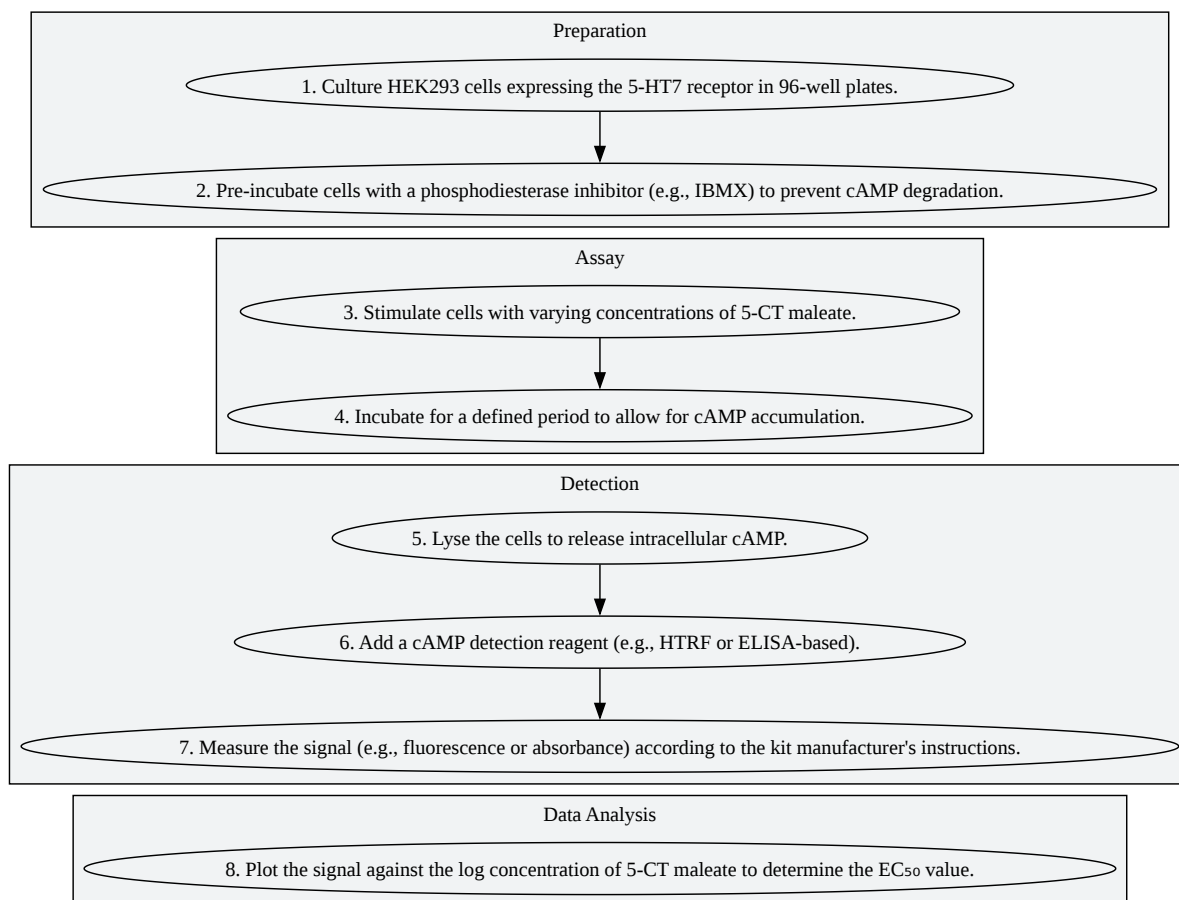 Preparation
1. Culture HEK293 cells expressing the 5-HT7 receptor in 96-well plates.
2. Pre-incubate cells with a phosphodiesterase inhibitor (e.g., IBMX) to prevent cAMP degradation.
Assay
3. Stimulate cells with varying concentrations of 5-CT maleate.
4. Incubate for a defined period to allow for cAMP accumulation.
Detection
5. Lyse the cells to release intracellular cAMP.
6. Add a cAMP detection reagent (e.g., HTRF or ELISA-based).
7. Measure the signal (e.g., fluorescence or absorbance) according to the kit manufacturer's instructions.
Data Analysis
8. Plot the signal against the log concentration of 5-CT maleate to determine the EC₅₀ value.